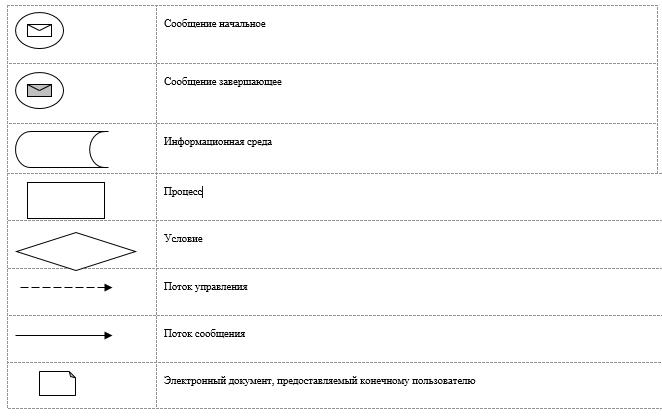 Сообщение начальное
Сообщение завершающее
Информационная среда
Процесс
Условие
Поток управления
Поток сообщения
Электронный документ, предоставляемый конечному пользователю